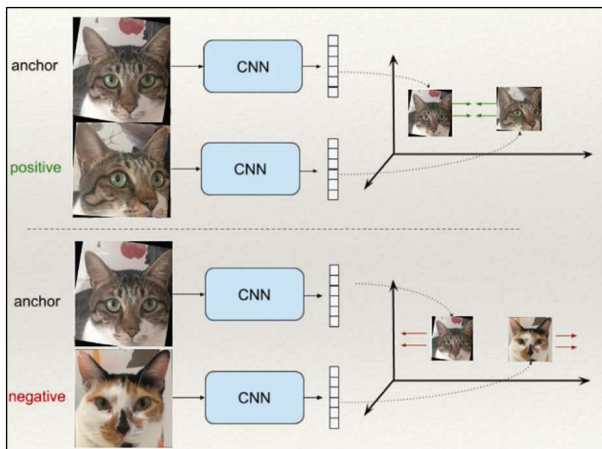 anchor
CNN
positive
CNN
anchor
CNN
negative
CNN